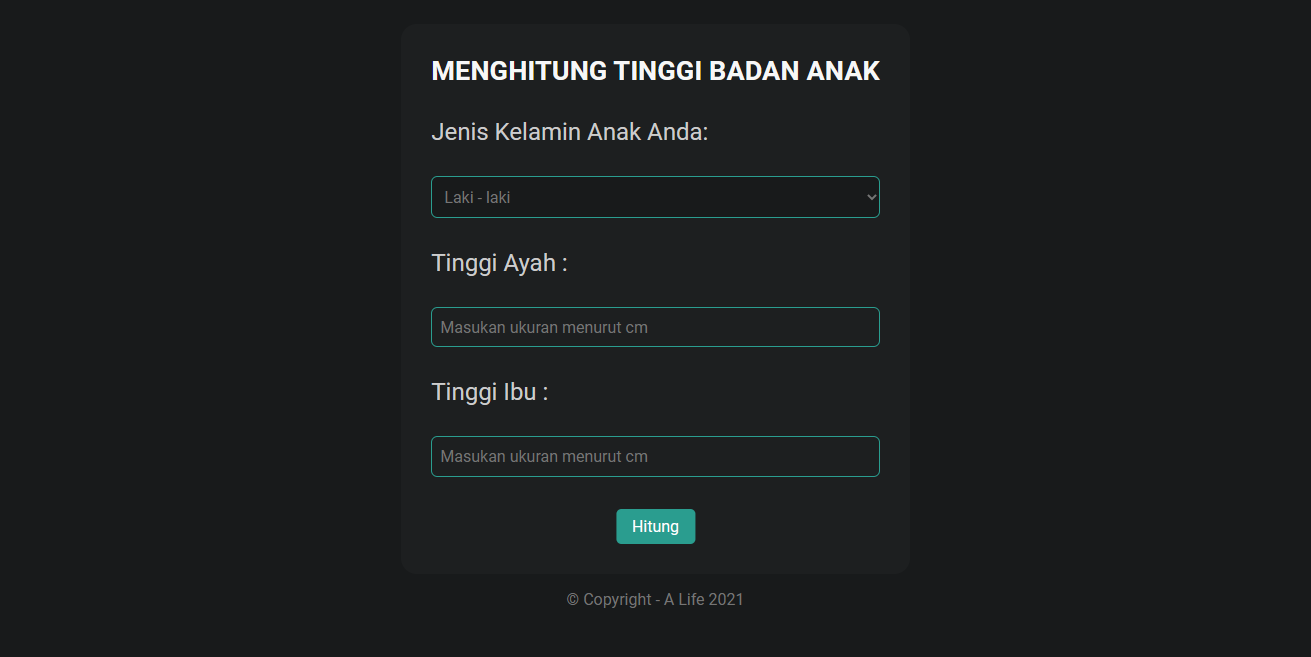 MENGHITUNG TINGGI BADAN ANAK
Jenis Kelamin Anak Anda:
Laki - laki
Tinggi Ayah :
Masukan ukuran menurut cm
Tinggi Ibu :
Masukan ukuran menurut cm
Hitung
© Copyright - A Life 2021